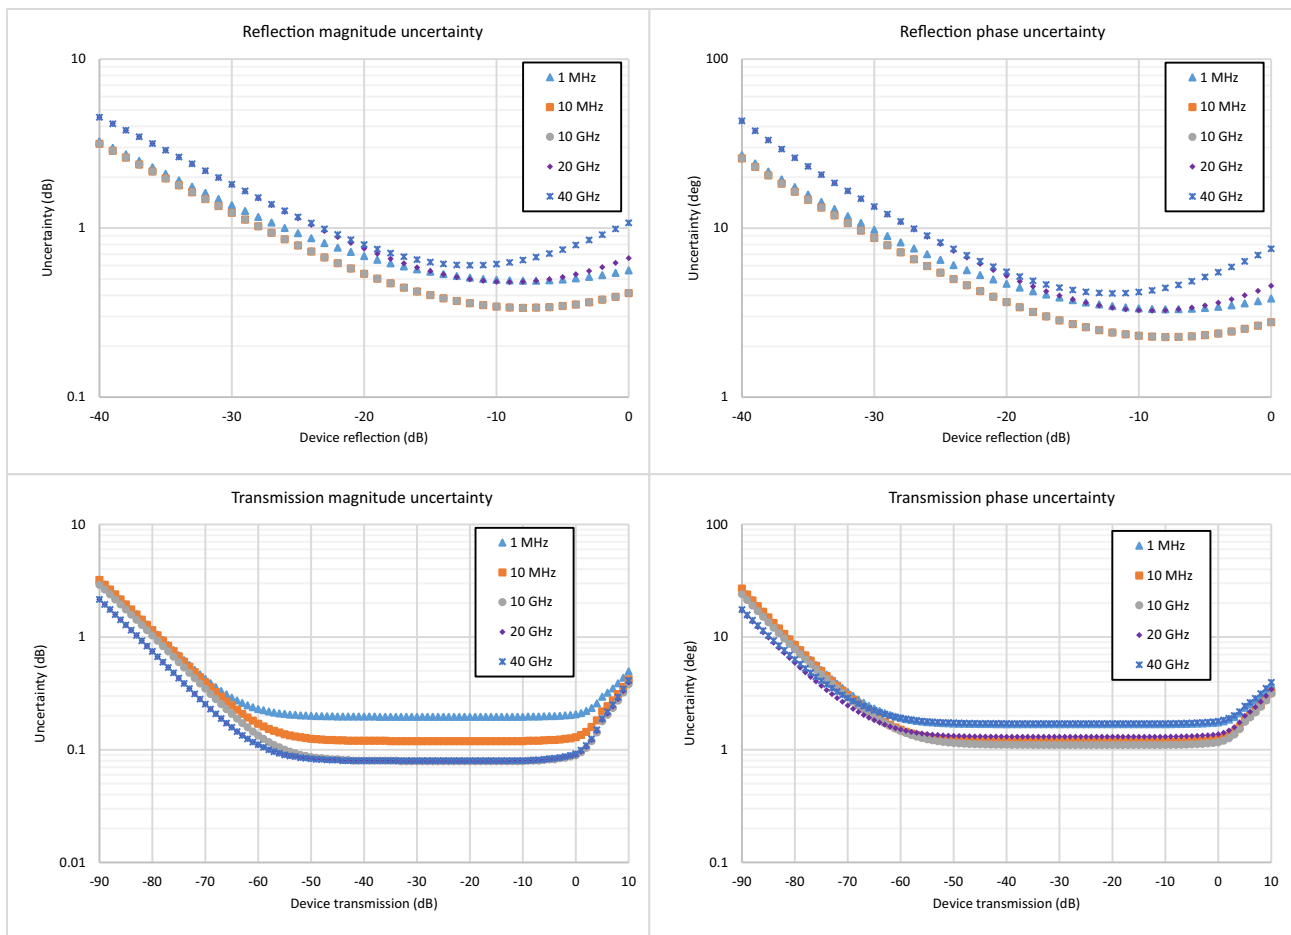 Reflection magnitude uncertainty
10
1
0.1
Uncertainty (dB)
-40 -30 -20 -10 0
Device reflection (dB)
1 MHz
10 MHz
10 GHz
20 GHz
40 GHz
Reflection phase uncertainty
100
10
1
Uncertainty (deg)
-40 -30 -20 -10 0
Device reflection (dB)
1 MHz
10 MHz
10 GHz
20 GHz
40 GHz
Transmission magnitude uncertainty
10
1
0.1
0.01
Uncertainty (dB)
-90 -80 -70 -60 -50 -40 -30 -20 -10 0 10
Device transmission (dB)
1 MHz
10 MHz
10 GHz
20 GHz
40 GHz
Transmission phase uncertainty
100
10
1
0.1
Uncertainty (deg)
-90 -80 -70 -60 -50 -40 -30 -20 -10 0 10
Device transmission (dB)
1 MHz
10 MHz
10 GHz
20 GHz
40 GHz